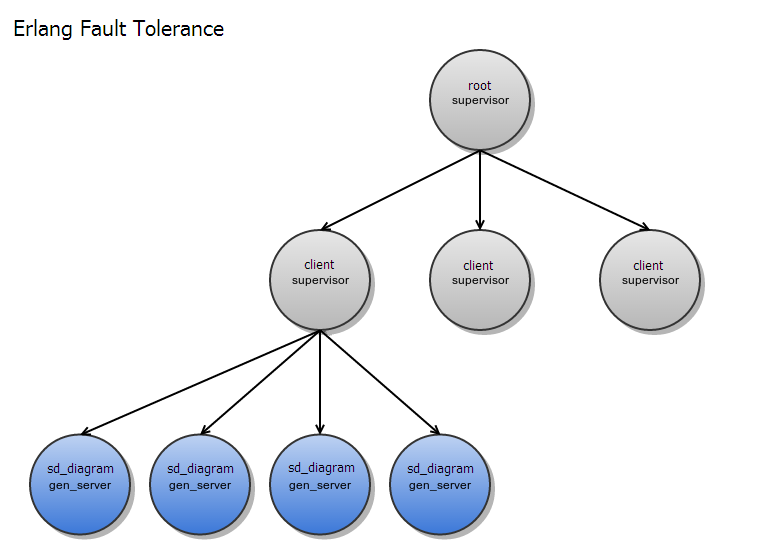 Erlang Fault Tolerance
root
supervisor
client
supervisor
client
supervisor
client
supervisor
sd_diagram
gen_server
sd_diagram
gen_server
sd_diagram
gen_server
sd_diagram
gen_server